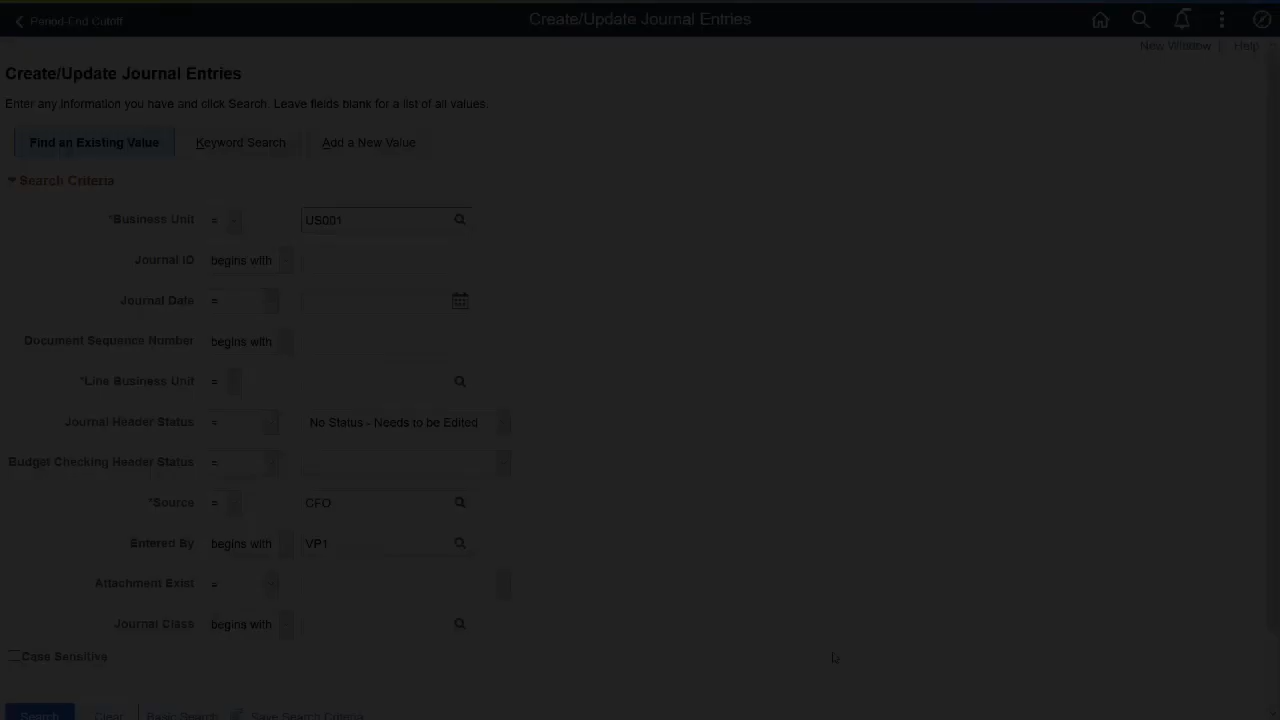 Period-End Cutoff
Create/Update Journal Entries
New Window | Help
Create/Update Journal Entries
Enter any information you have and click Search. Leave fields blank for a list of all values.
Find an Existing Value
Keyword Search
Add a New Value
Search Criteria
*Business Unit = US001
Journal ID begins with
Journal Date =
Document Sequence Number begins with
*Line Business Unit =
Journal Header Status = No Status - Needs to be Edited
Budget Checking Header Status =
*Source = CFO
Entered By begins with VP1
Attachment Exist =
Journal Class begins with
Case Sensitive
Search Clear Basic Search Save Search Criteria